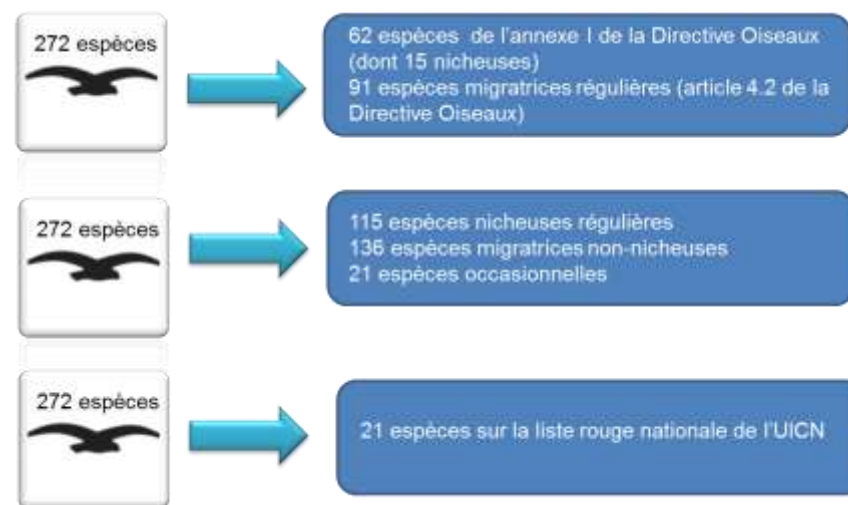 272 espèces
62 espèces de l'annexe I de la Directive Oiseaux
(dont 15 nicheuses)
91 espèces migratrices régulières (article 4.2 de la
Directive Oiseaux)
272 espèces
115 espèces nicheuses régulières
136 espèces migratrices non-nicheuses
21 espèces occasionnelles
272 espèces
21 espèces sur la liste rouge nationale de l'UICN